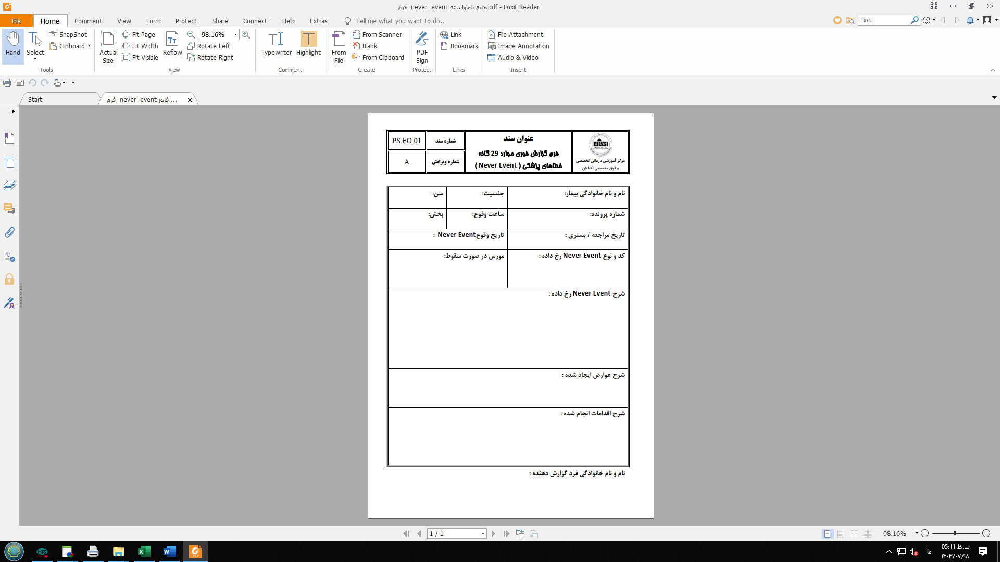 فرم never event قایع ناخواسته.pdf - Foxit Reader
File Home Comment View Form Protect Share Connect Help Extras Tell me what you want to do.. Find
Hand
Select
SnapShot
Clipboard
Tools
Actual Size
Fit Page
Fit Width
Fit Visible
Reflow
98.16%
Rotate Left
Rotate Right
View
Typewriter
Highlight
Comment
From File
From Scanner
Blank
From Clipboard
Create
PDF Sign
Protect
Link
Bookmark
Links
File Attachment
Image Annotation
Audio & Video
Insert
Start
فرم never event قایع ...
مرکز آموزشی درمانی تخصصی
و فوق تخصصی اکباتان
عنوان سند
فرم گزارش فوری موارد 29 گانه
خطاهای پزشکی ( Never Event )
شماره سند
PS.FO.01
شماره ویرایش
A
نام و نام خانوادگی بیمار:
جنسیت:
سن:
شماره پرونده:
ساعت وقوع:
بخش:
تاریخ مراجعه / بستری :
تاریخ وقوع Never Event :
کد و نوع Never Event رخ داده :
مورس در صورت سقوط:
شرح Never Event رخ داده :
شرح عوارض ایجاد شده :
شرح اقدامات انجام شده :
نام و نام خانوادگی فرد گزارش دهنده :
1 / 1
98.16%
HIS
فا
05:11 ب.ظ
۱۴۰۳/۰۷/۱۸